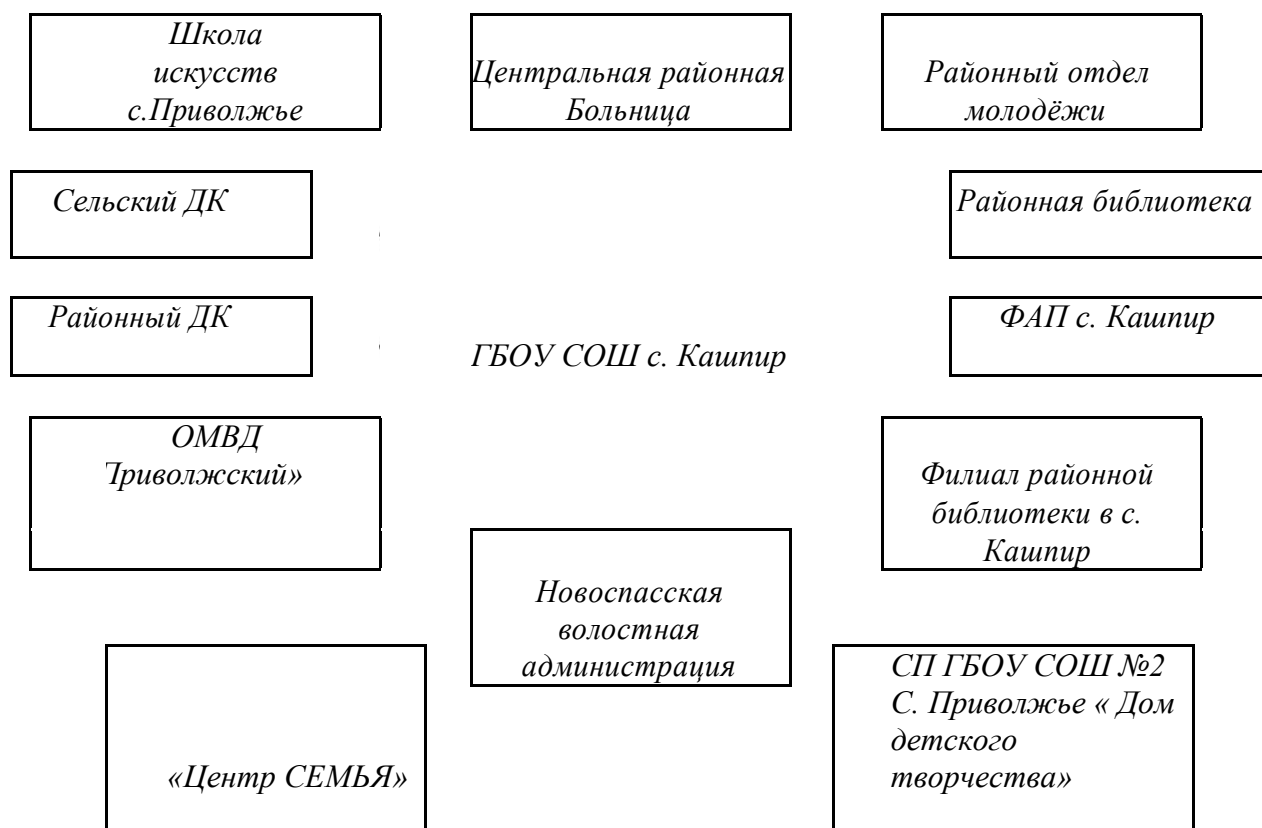 Школа
искусств
с.Приволжье
Центральная районная
Больница
Районный отдел
молодёжи
Сельский ДК
Районная библиотека
Районный ДК
ФАП с. Кашпир
ГБОУ СОШ с. Кашпир
ОМВД
Приволжский»
Филиал районной
библиотеки в с.
Кашпир
Новоспасская
волостная
администрация
«Центр СЕМЬЯ»
СП ГБОУ СОШ №2
С. Приволжье « Дом
детского
творчества»